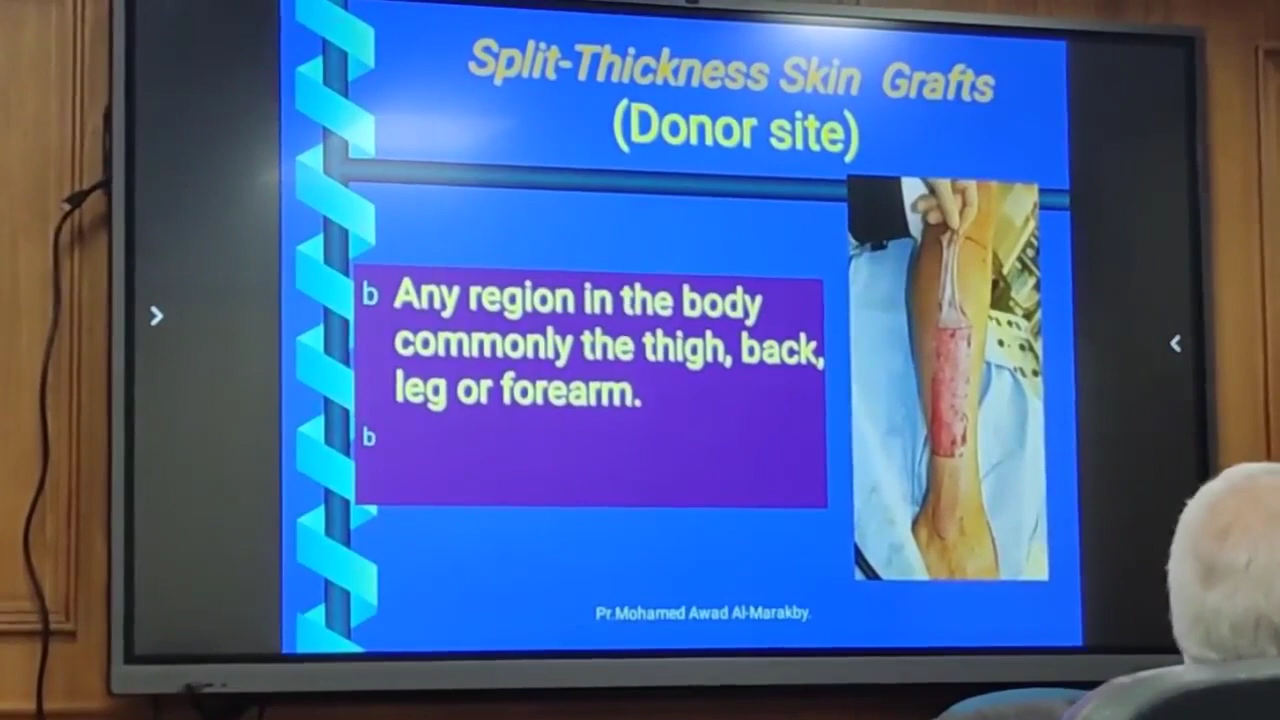 Split-Thickness Skin Grafts
(Donor site)
b Any region in the body
commonly the thigh, back,
leg or forearm.
b
Pr.Mohamed Awad Al-Marakby.